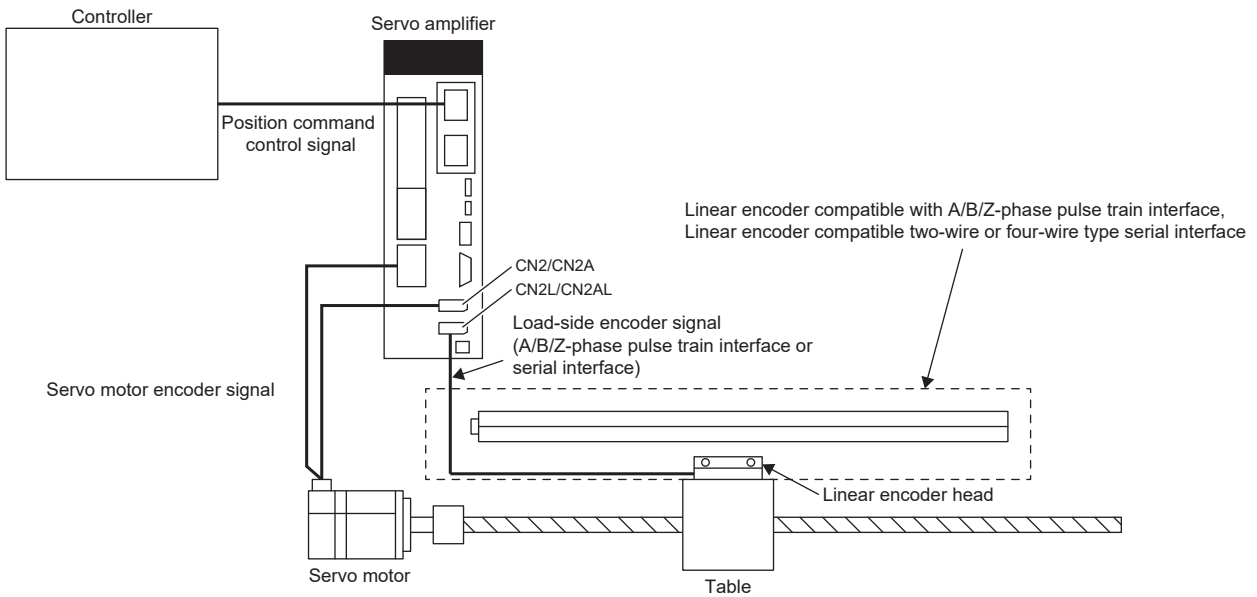 Controller
Servo amplifier
Position command
control signal
Linear encoder compatible with A/B/Z-phase pulse train interface,
Linear encoder compatible two-wire or four-wire type serial interface
CN2/CN2A
CN2L/CN2AL
Load-side encoder signal
(A/B/Z-phase pulse train interface or
serial interface)
Servo motor encoder signal
Linear encoder head
Servo motor
Table